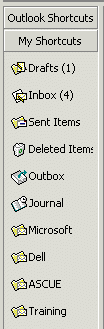 Outlook Shortcuts
My Shortcuts
Drafts (1)
Inbox (4)
Sent Items
Deleted Items
Outbox
Journal
Microsoft
Dell
ASCUE
Training